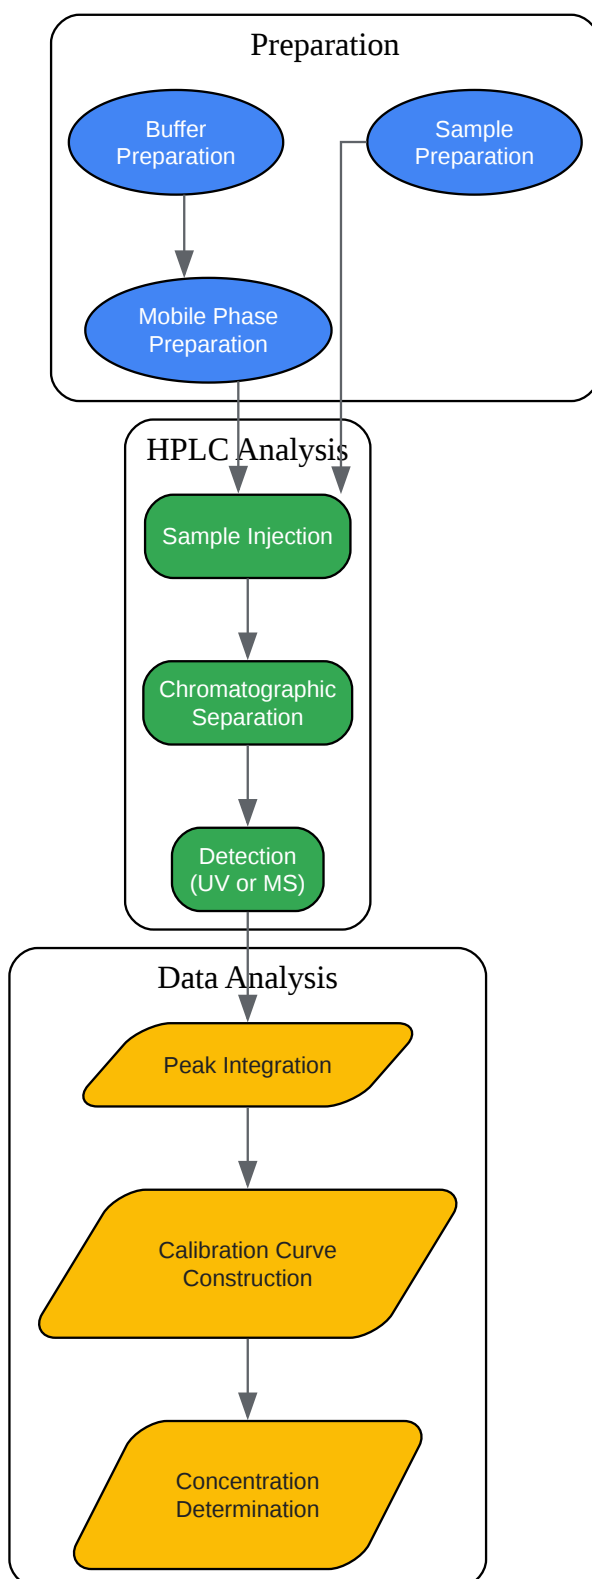 Preparation
Buffer
Preparation
Sample
Preparation
Mobile Phase
Preparation
HPLC Analysis
Sample Injection
Chromatographic
Separation
Detection
(UV or MS)
Data Analysis
Peak Integration
Calibration Curve
Construction
Concentration
Determination